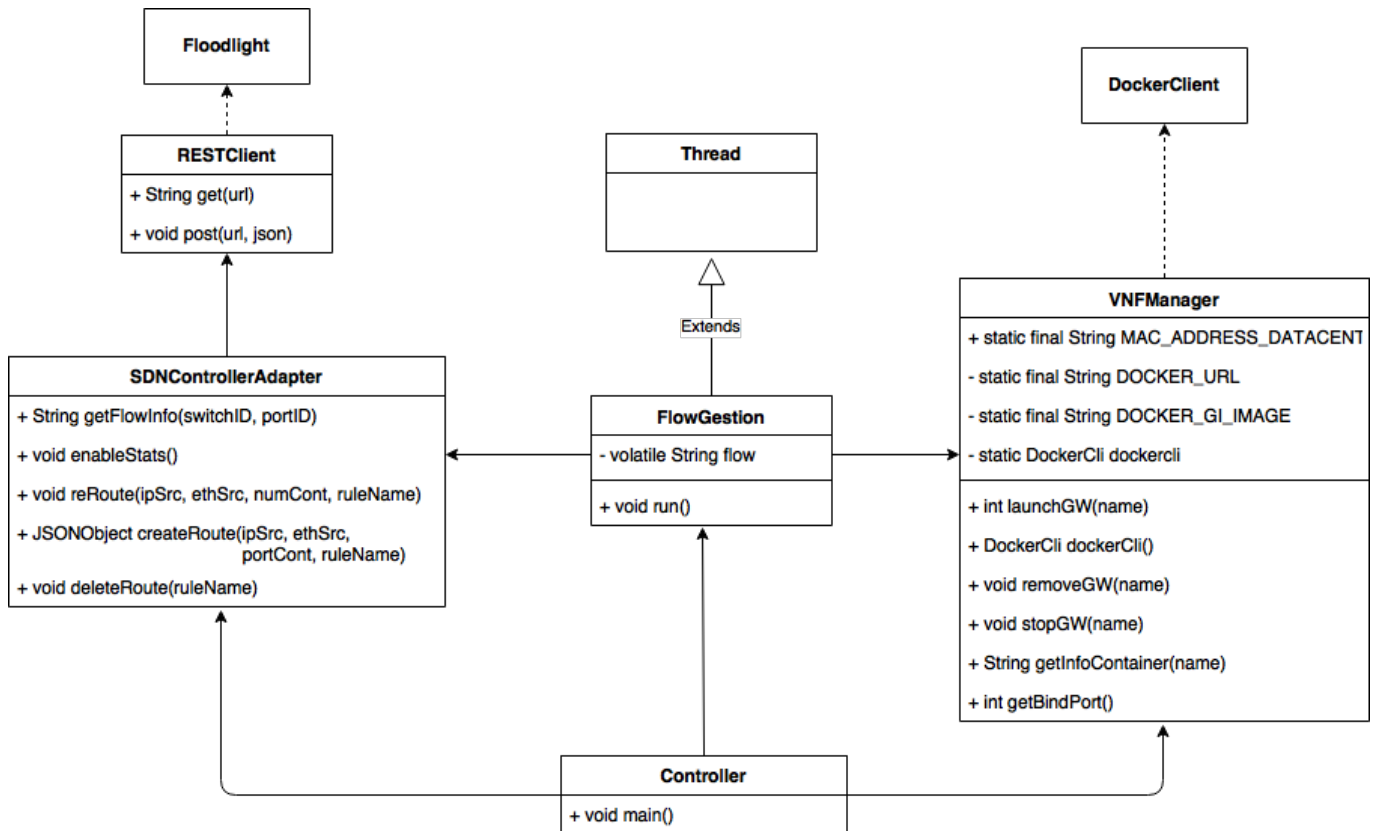 Floodlight
DockerClient
RESTClient
+ String get(url)
+ void post(url, json)
Thread
Extends
SDNControllerAdapter
+ String getFlowInfo(switchID, portID)
+ void enableStats()
+ void reRoute(ipSrc, ethSrc, numCont, ruleName)
+ JSONObject createRoute(ipSrc, ethSrc,
portCont, ruleName)
+ void deleteRoute(ruleName)
FlowGestion
- volatile String flow
+ void run()
VNFManager
+ static final String MAC_ADDRESS_DATACENT
- static final String DOCKER_URL
- static final String DOCKER_GI_IMAGE
- static DockerCli dockercli
+ int launchGW(name)
+ DockerCli dockerCli()
+ void removeGW(name)
+ void stopGW(name)
+ String getInfoContainer(name)
+ int getBindPort()
Controller
+ void main()